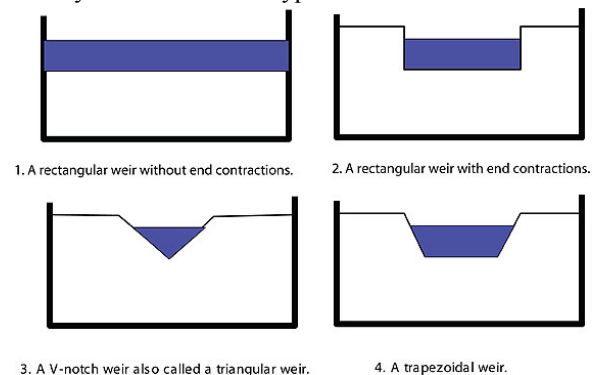 1. A rectangular weir without end contractions.
2. A rectangular weir with end contractions.
3. A V-notch weir also called a triangular weir.
4. A trapezoidal weir.